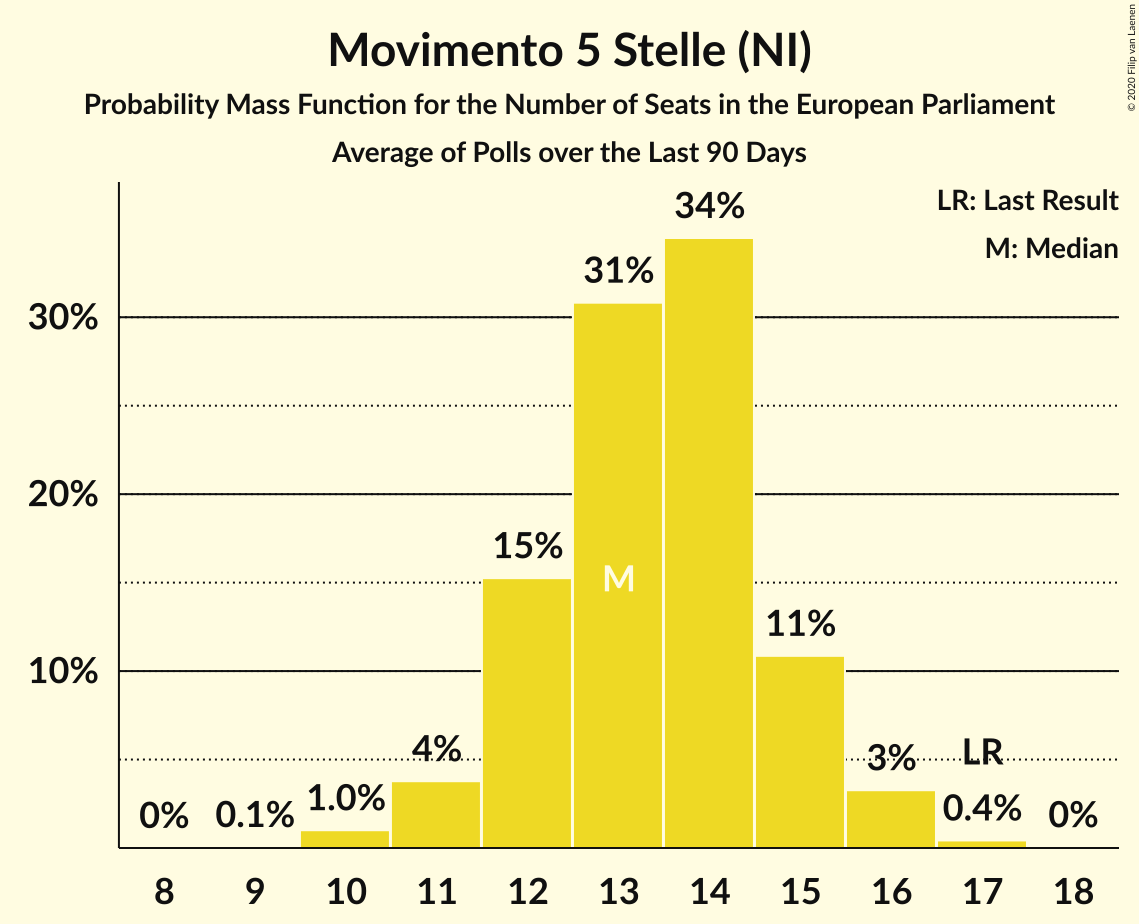 Movimento 5 Stelle (NI)
Probability Mass Function for the Number of Seats in the European Parliament
Average of Polls over the Last 90 Days
© 2020 Filip van Laenen
LR: Last Result
M: Median
34%
31%
30%
20%
15%
M
11%
10%
4%
3%
LR
1.0%
0.4%
0%
0.1%
0%
8 9 10 11 12 13 14 15 16 17 18